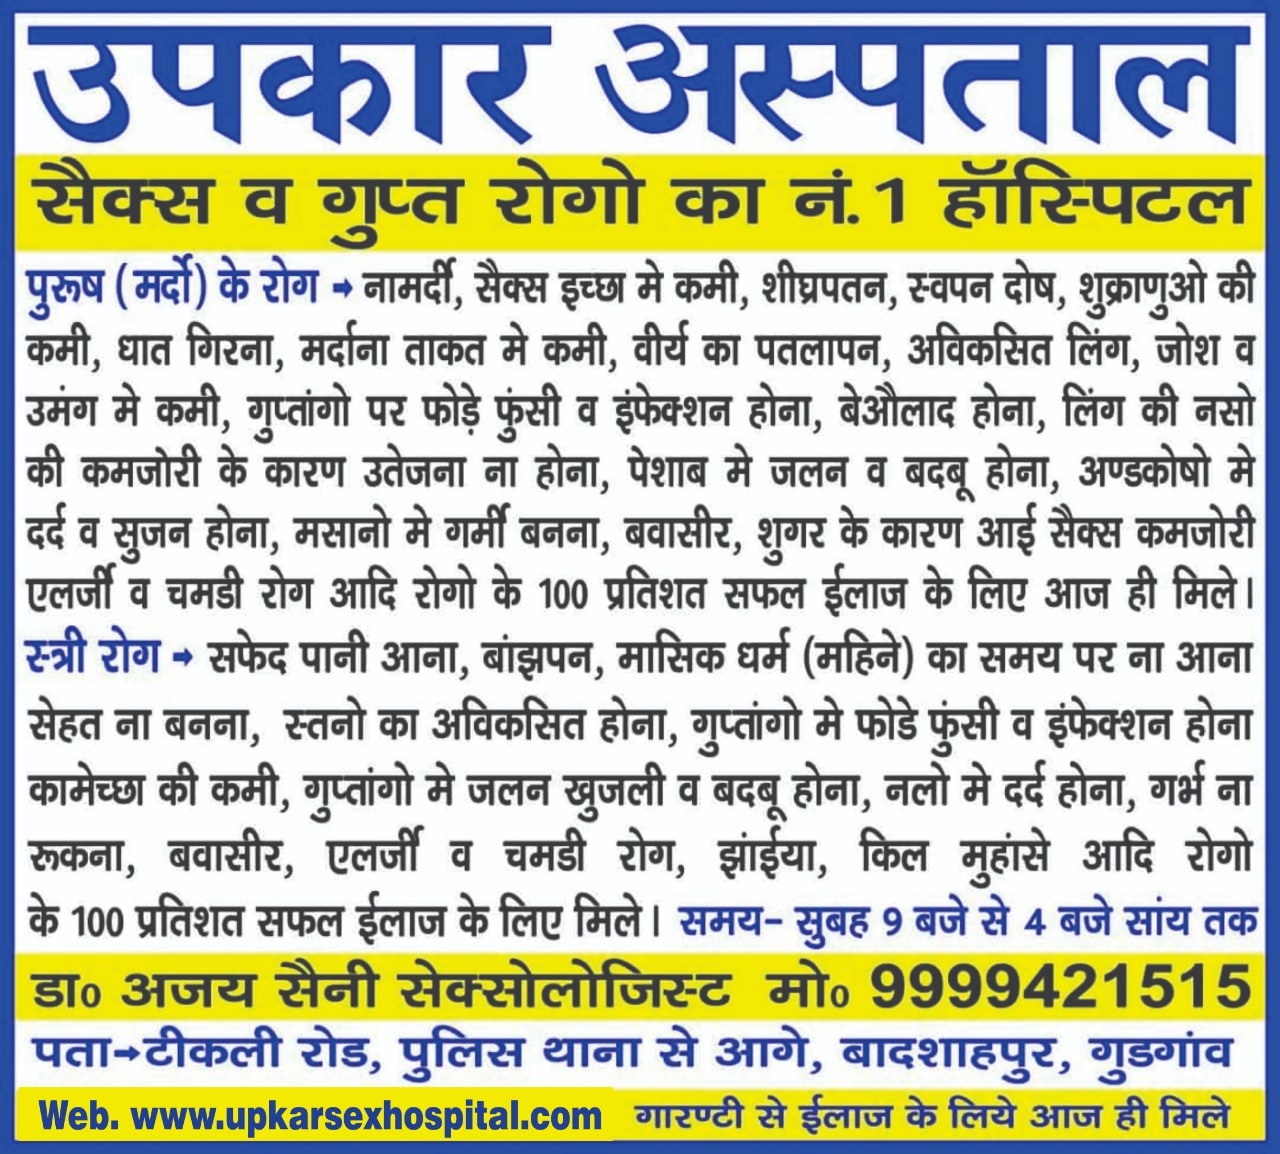 उपकार अस्पताल
सैक्स व गुप्त रोगो का नं.1 हॉस्पिटल
पुरूष (मर्दो) के रोग → नामर्दी, सैक्स इच्छा मे कमी, शीघ्रपतन, स्वपन दोष, शुक्राणुओ की
कमी, धात गिरना, मर्दाना ताकत मे कमी, वीर्य का पतलापन, अविकसित लिंग, जोश व
उमंग मे कमी, गुप्तांगो पर फोड़े फुंसी व इंफेक्शन होना, बेऔलाद होना, लिंग की नसो
की कमजोरी के कारण उतेजना ना होना, पेशाब मे जलन व बदबू होना, अण्डकोषो मे
दर्द व सुजन होना, मसानो मे गर्मी बनना, बवासीर, शुगर के कारण आई सैक्स कमजोरी
एलर्जी व चमडी रोग आदि रोगो के 100 प्रतिशत सफल ईलाज के लिए आज ही मिले।
स्त्री रोग → सफेद पानी आना, बांझपन, मासिक धर्म (महिने) का समय पर ना आना
सेहत ना बनना, स्तनो का अविकसित होना, गुप्तांगो मे फोडे फुंसी व इंफेक्शन होना
कामेच्छा की कमी, गुप्तांगो मे जलन खुजली व बदबू होना, नलो मे दर्द होना, गर्भ ना
रूकना, बवासीर, एलर्जी व चमडी रोग, झांईया, किल मुहांसे आदि रोगो
के 100 प्रतिशत सफल ईलाज के लिए मिले। समय- सुबह 9 बजे से 4 बजे सांय तक
डा० अजय सैनी सेक्सोलोजिस्ट मो० 9999421515
पता→टीकली रोड, पुलिस थाना से आगे, बादशाहपुर, गुडगांव
Web. www.upkarsexhospital.com गारण्टी से ईलाज के लिये आज ही मिले